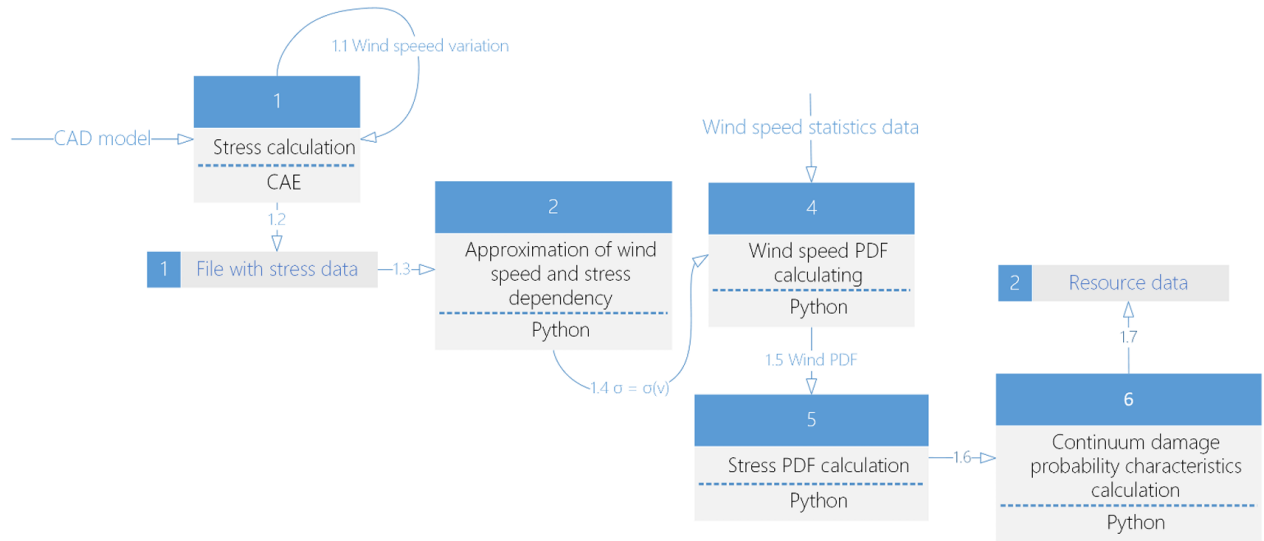 1.1 Wind speeed variation
1
CAD model
Stress calculation
CAE
1.2
1 File with stress data
1.3
2
Approximation of wind
speed and stress
dependency
Python
1.4 σ = σ(v)
Wind speed statistics data
4
Wind speed PDF
calculating
Python
1.5 Wind PDF
5
Stress PDF calculation
Python
1.6
2 Resource data
1.7
6
Continuum damage
probability characteristics
calculation
Python